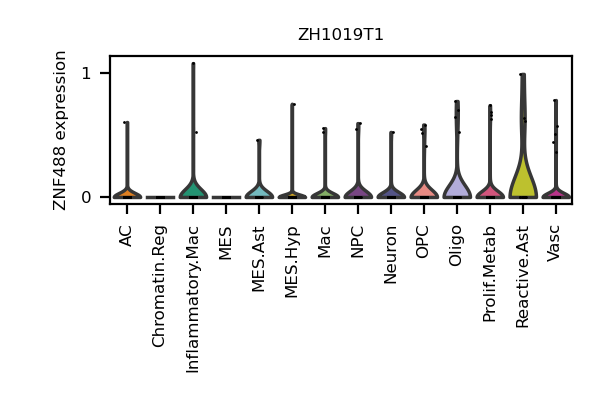 ZH1019T1
ZNF488 expression
1
0
AC
Chromatin.Reg
Inflammatory.Mac
MES
MES.Ast
MES.Hyp
Mac
NPC
Neuron
OPC
Oligo
Prolif.Metab
Reactive.Ast
Vasc